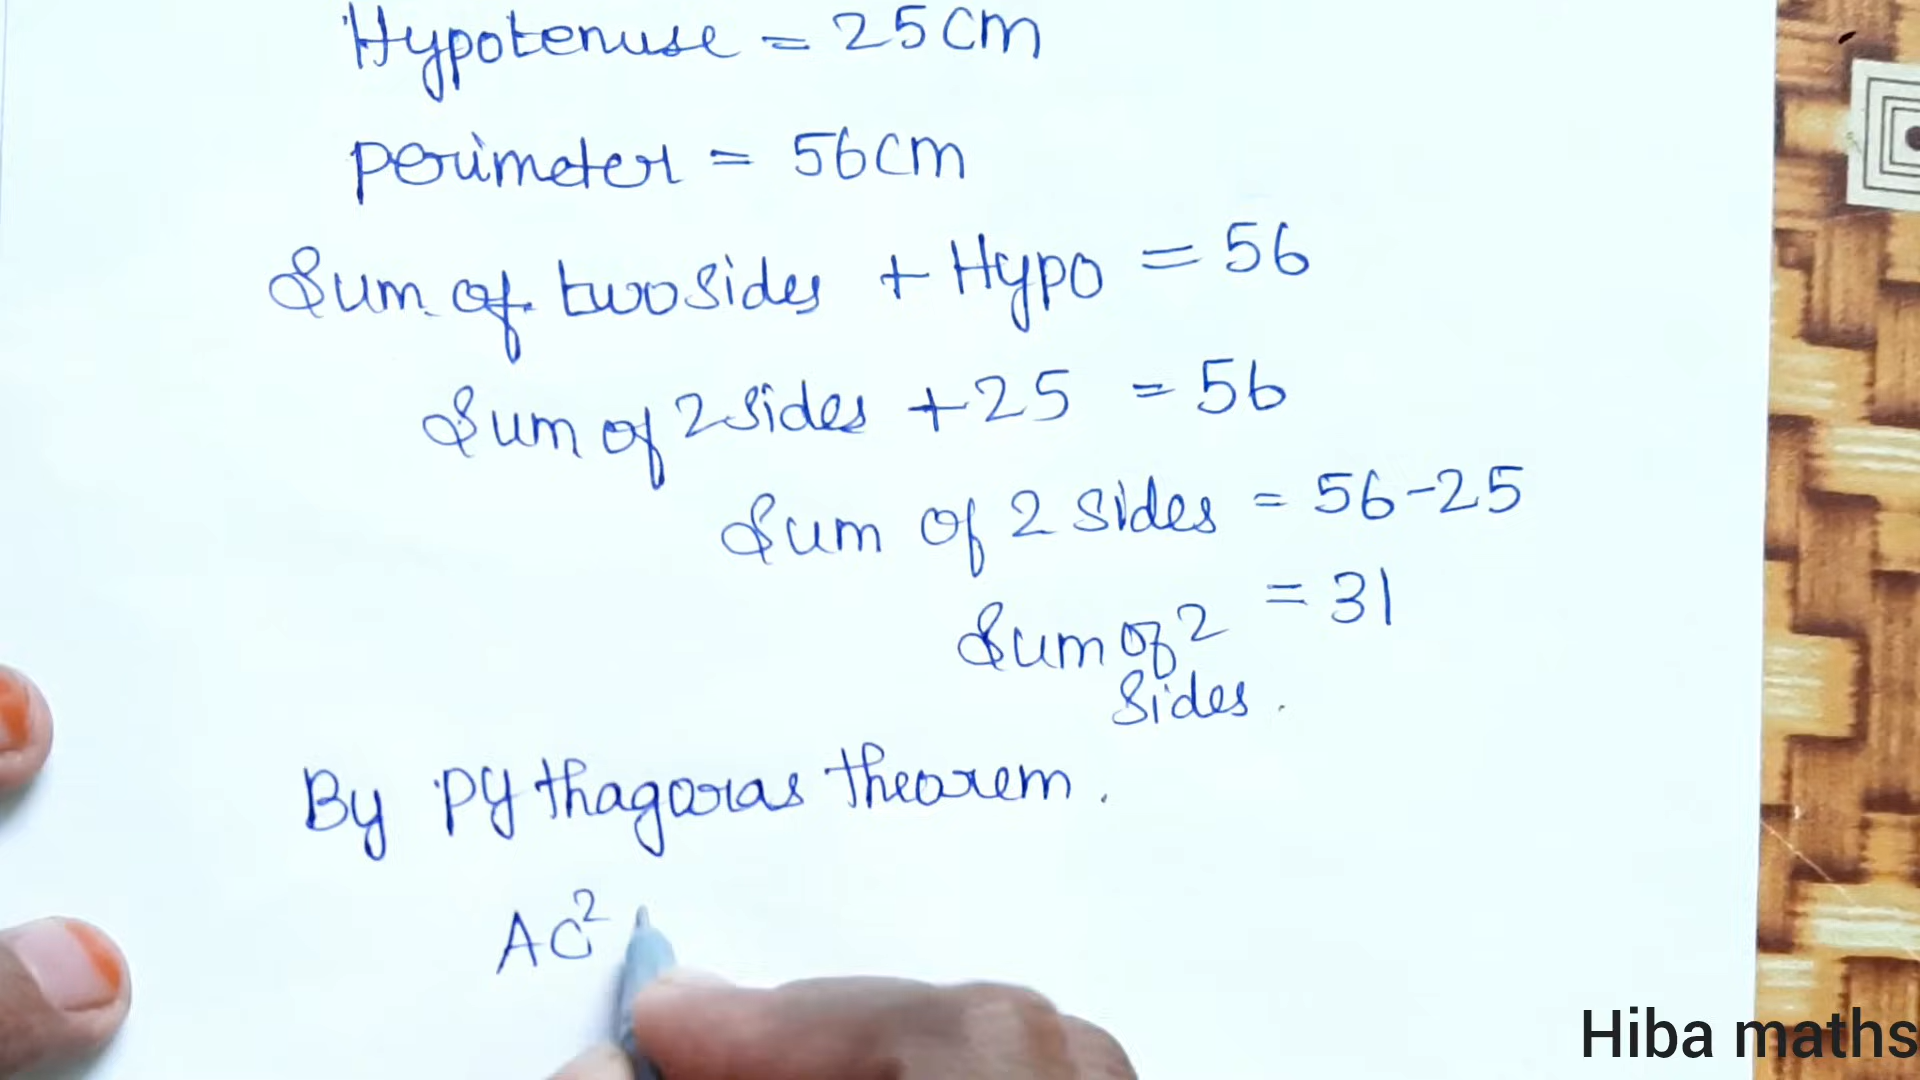 Hypotenuse = 25cm
perimeter = 56cm
Sum of two sides + Hypo = 56
Sum of 2 sides + 25 = 56
Sum of 2 sides = 56-25
Sum of 2 sides. = 31
By Pythagoras thearem.
AC²
Hiba maths